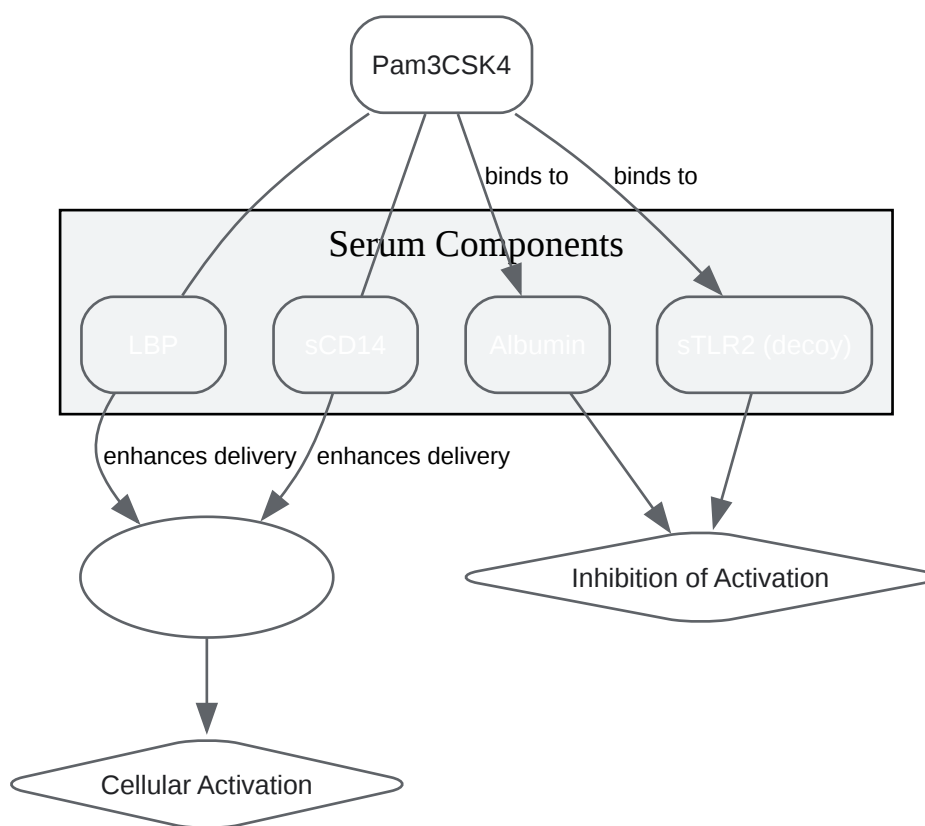 Pam3CSK4
binds to
binds to
Serum Components
LBP
sCD14
Albumin
sTLR2 (decoy)
enhances delivery
enhances delivery
Inhibition of Activation
Cellular Activation